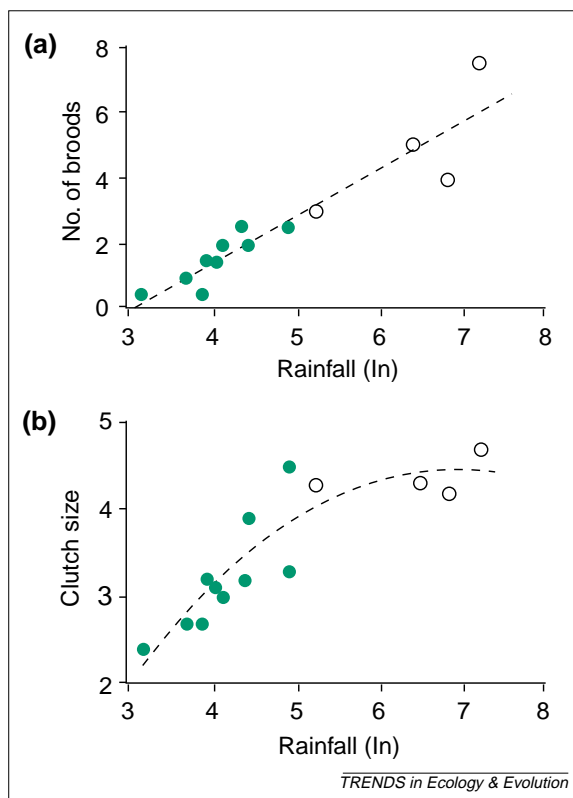 (a)
8
6
4
2
0
No. of broods
3 4 5 6 7 8
Rainfall (ln)
(b)
5
4
3
2
Clutch size
3 4 5 6 7 8
Rainfall (ln)
TRENDS in Ecology & Evolution